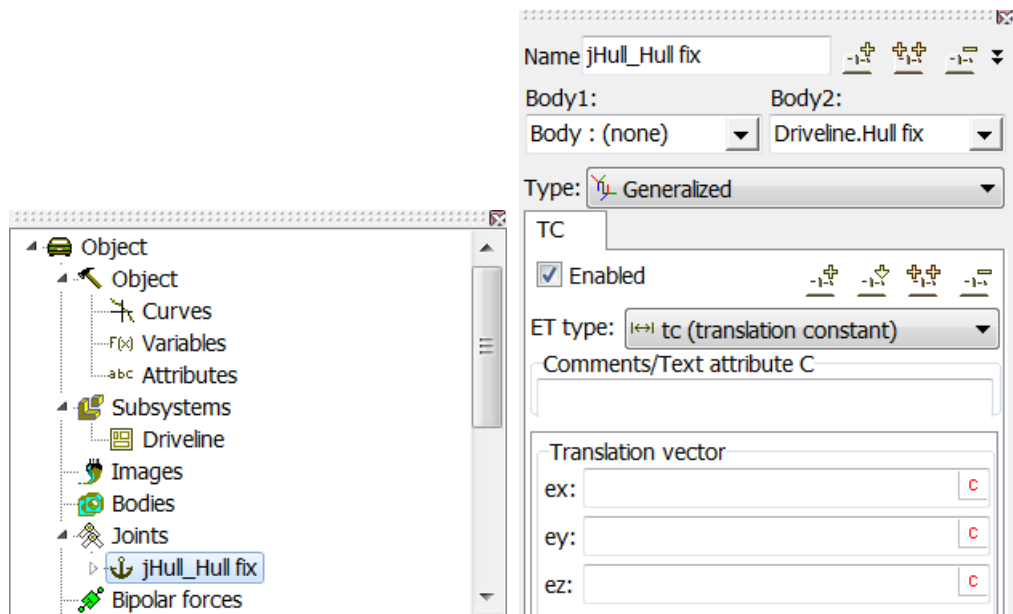 Object
Object
Curves
F(x) Variables
abc Attributes
Subsystems
Driveline
Images
Bodies
Joints
jHull_Hull fix
Bipolar forces
Name jHull_Hull fix
Body1: Body2:
Body : (none) Driveline.Hull fix
Type: Generalized
TC
Enabled
ET type: tc (translation constant)
Comments/Text attribute C
Translation vector
ex: C
ey: C
ez: C